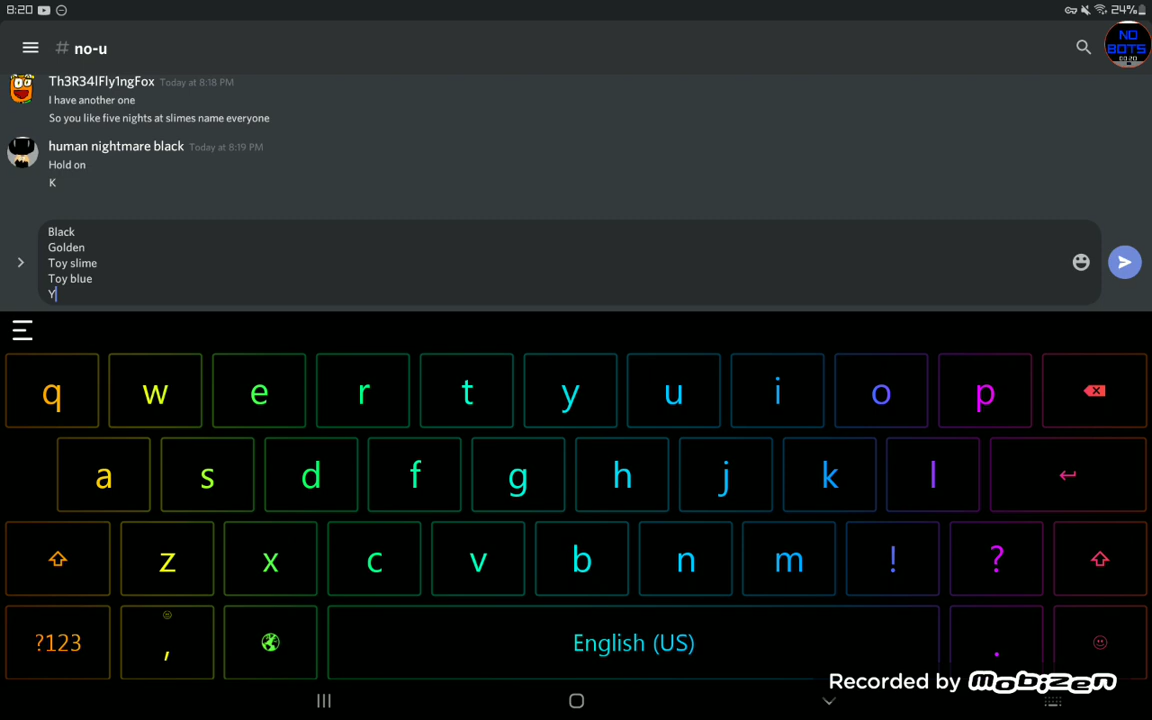 8:20
24%
# no-u
NO
BOTS
00:20
Th3R34lFly1ngFox Today at 8:18 PM
I have another one
So you like five nights at slimes name everyone
human nightmare black Today at 8:19 PM
Hold on
K
Black
Golden
Toy slime
Toy blue
Y
q w e r t y u i o p
a s d f g h j k l
z x c v b n m ! ?
?123 , English (US) .
Recorded by mobizen